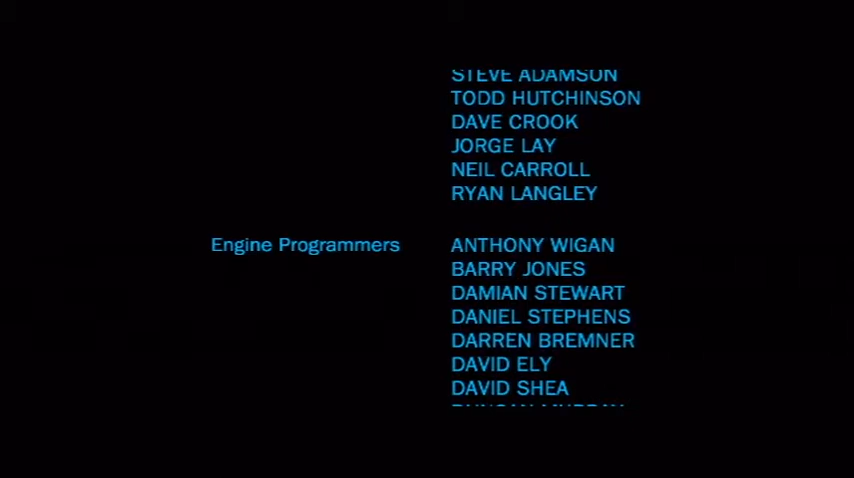 STEVE ADAMSON
TODD HUTCHINSON
DAVE CROOK
JORGE LAY
NEIL CARROLL
RYAN LANGLEY
Engine Programmers ANTHONY WIGAN
BARRY JONES
DAMIAN STEWART
DANIEL STEPHENS
DARREN BREMNER
DAVID ELY
DAVID SHEA